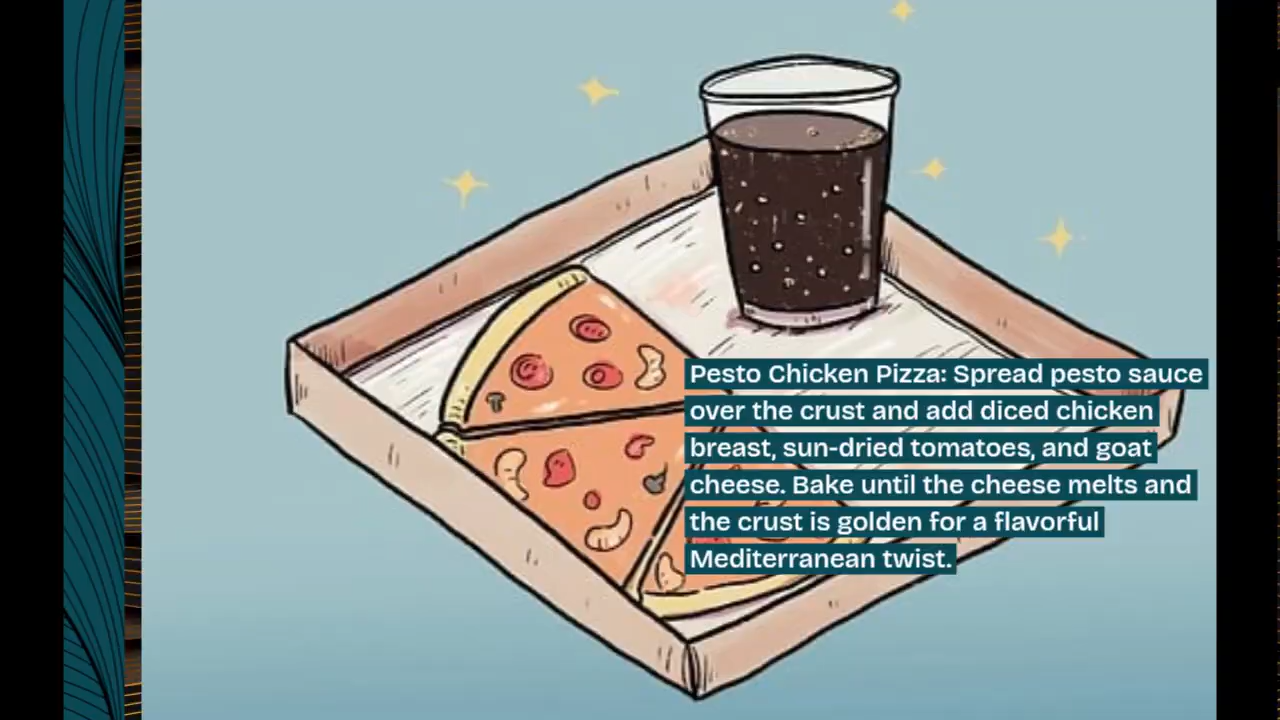 Pesto Chicken Pizza: Spread pesto sauce
over the crust and add diced chicken
breast, sun-dried tomatoes, and goat
cheese. Bake until the cheese melts and
the crust is golden for a flavorful
Mediterranean twist.